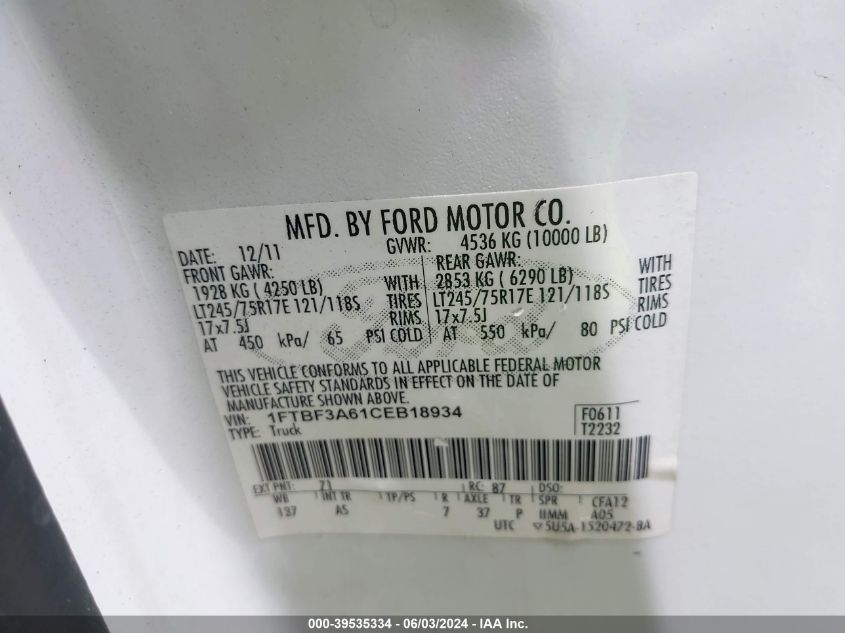 MFD. BY FORD MOTOR CO.
DATE: 12/11 GVWR: 4536 KG (10000 LB)
FRONT GAWR: REAR GAWR:
1928 KG ( 4250 LB) WITH 2853 KG ( 6290 LB) WITH
LT245/75R17E 121/118S TIRES LT245/75R17E 121/118S TIRES
17x7.5J RIMS 17x7.5J RIMS
AT 450 kPa/ 65 PSI COLD AT 550 kPa/ 80 PSI COLD
THIS VEHICLE CONFORMS TO ALL APPLICABLE FEDERAL MOTOR
VEHICLE SAFETY STANDARDS IN EFFECT ON THE DATE OF
MANUFACTURE SHOWN ABOVE.
VIN: 1FTBF3A61CEB18934 F0611
TYPE: Truck T2232
EXT PNT: Z1 RC: 87 DSO:
WB INT TR TP/PS R AXLE TR SPR CFA12
137 AS 7 37 P IIMM A05
UTC ▽5U5A-1520472-BA
000-39535334 - 06/03/2024 - IAA Inc.